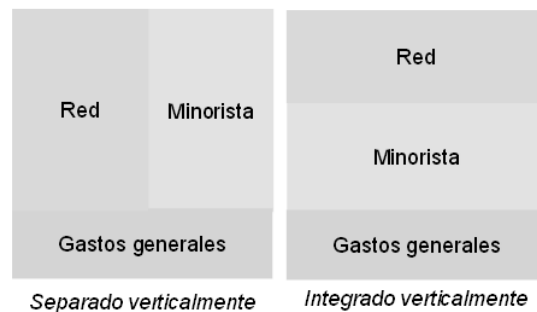 Red
Minorista
Gastos generales
Separado verticalmente
Red
Minorista
Gastos generales
Integrado verticalmente